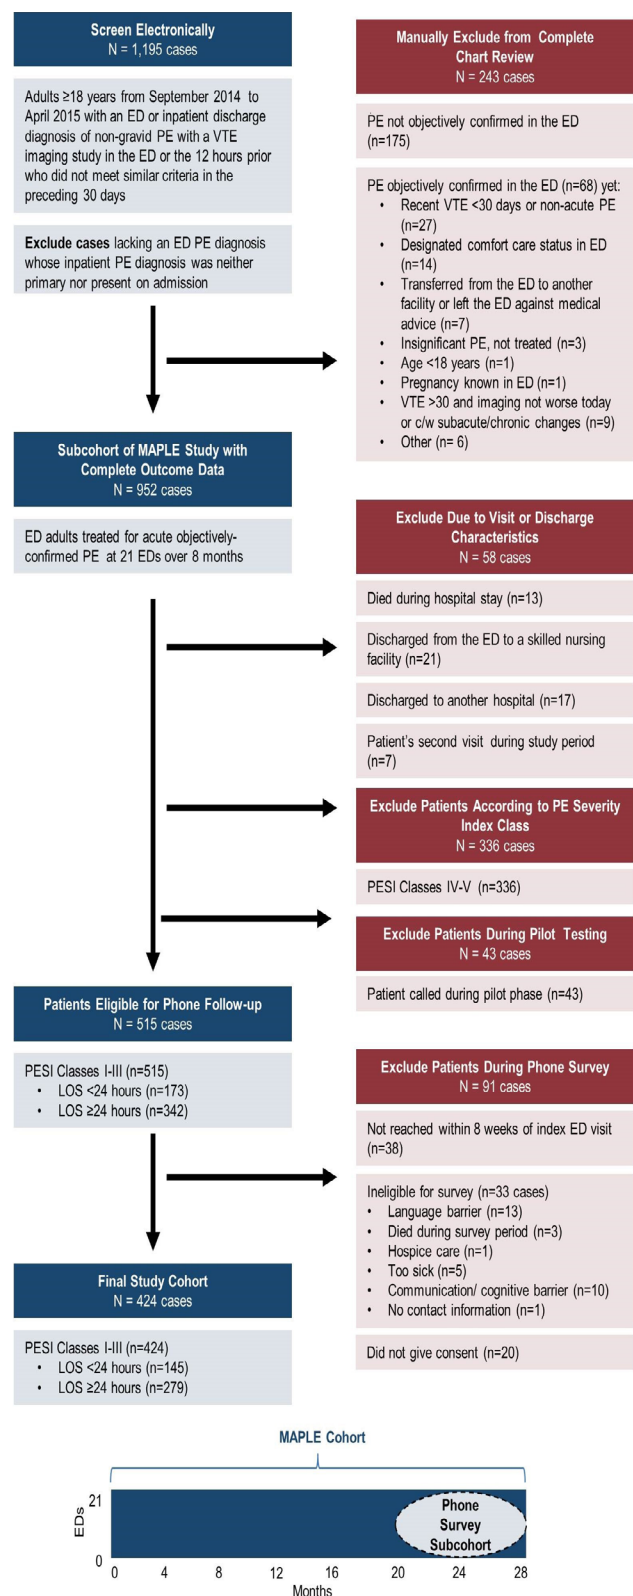 Screen Electronically
N = 1,195 cases
Adults ≥18 years from September 2014 to
April 2015 with an ED or inpatient discharge
diagnosis of non-gravid PE with a VTE
imaging study in the ED or the 12 hours prior
who did not meet similar criteria in the
preceding 30 days
Exclude cases lacking an ED PE diagnosis
whose inpatient PE diagnosis was neither
primary nor present on admission
Manually Exclude from Complete
Chart Review
N = 243 cases
PE not objectively confirmed in the ED
(n=175)
PE objectively confirmed in the ED (n=68) yet:
• Recent VTE <30 days or non-acute PE
(n=27)
• Designated comfort care status in ED
(n=14)
• Transferred from the ED to another
facility or left the ED against medical
advice (n=7)
• Insignificant PE, not treated (n=3)
• Age <18 years (n=1)
• Pregnancy known in ED (n=1)
• VTE >30 and imaging not worse today
or c/w subacute/chronic changes (n=9)
• Other (n= 6)
Subcohort of MAPLE Study with
Complete Outcome Data
N = 952 cases
ED adults treated for acute objectively-
confirmed PE at 21 EDs over 8 months
Exclude Due to Visit or Discharge
Characteristics
N = 58 cases
Died during hospital stay (n=13)
Discharged from the ED to a skilled nursing
facility (n=21)
Discharged to another hospital (n=17)
Patient's second visit during study period
(n=7)
Exclude Patients According to PE Severity
Index Class
N = 336 cases
PESI Classes IV-V (n=336)
Exclude Patients During Pilot Testing
N = 43 cases
Patient called during pilot phase (n=43)
Patients Eligible for Phone Follow-up
N = 515 cases
PESI Classes I-III (n=515)
• LOS <24 hours (n=173)
• LOS ≥24 hours (n=342)
Exclude Patients During Phone Survey
N = 91 cases
Not reached within 8 weeks of index ED visit
(n=38)
Ineligible for survey (n=33 cases)
• Language barrier (n=13)
• Died during survey period (n=3)
• Hospice care (n=1)
• Too sick (n=5)
• Communication/ cognitive barrier (n=10)
• No contact information (n=1)
Did not give consent (n=20)
Final Study Cohort
N = 424 cases
PESI Classes I-III (n=424)
• LOS <24 hours (n=145)
• LOS ≥24 hours (n=279)
MAPLE Cohort
EDs
21
0
Phone
Survey
Subcohort
0 4 8 12 16 20 24 28
Months